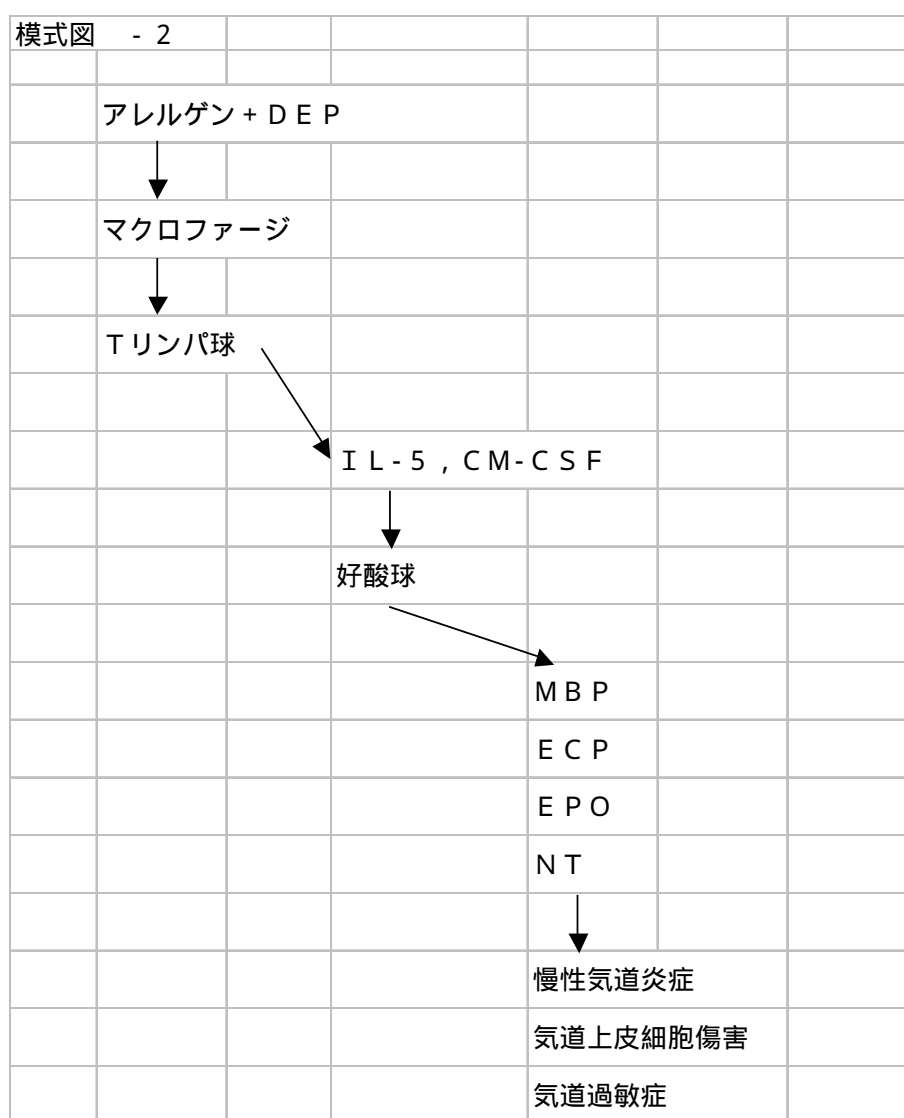 模式図 - 2
アレルゲン+DEP
マクロファージ
Tリンパ球
IL-5,CM-CSF
好酸球
MBP
ECP
EPO
NT
慢性気道炎症
気道上皮細胞傷害
気道過敏症